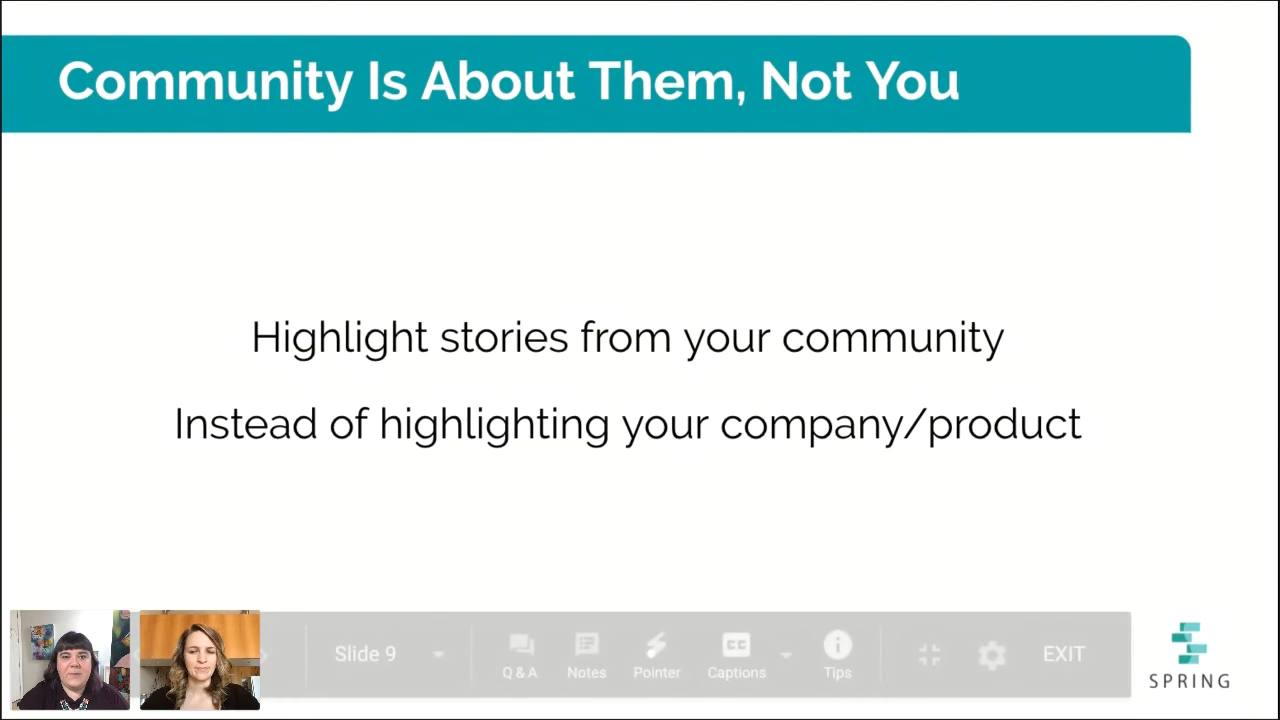 Community Is About Them, Not You
Highlight stories from your community
Instead of highlighting your company/product
Slide 9
Q & A
Notes
Pointer
CC
Captions
Tips
EXIT
SPRING